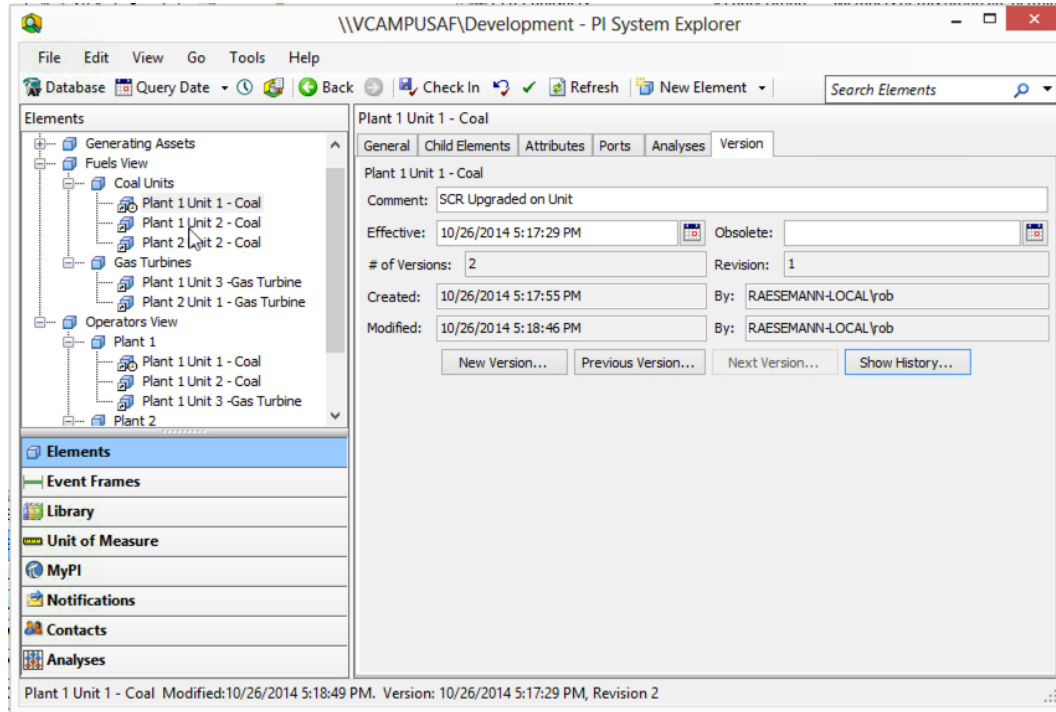 \\VCAMPUSAF\Development - PI System Explorer
File Edit View Go Tools Help
Database Query Date Back Check In Refresh New Element Search Elements
Elements
Generating Assets
Fuels View
Coal Units
Plant 1 Unit 1 - Coal
Plant 1 Unit 2 - Coal
Plant 2 Unit 2 - Coal
Gas Turbines
Plant 1 Unit 3 -Gas Turbine
Plant 2 Unit 1 - Gas Turbine
Operators View
Plant 1
Plant 1 Unit 1 - Coal
Plant 1 Unit 2 - Coal
Plant 1 Unit 3 -Gas Turbine
Plant 2
Elements
Event Frames
Library
Unit of Measure
MyPI
Notifications
Contacts
Analyses
Plant 1 Unit 1 - Coal
General Child Elements Attributes Ports Analyses Version
Plant 1 Unit 1 - Coal
Comment: SCR Upgraded on Unit
Effective: 10/26/2014 5:17:29 PM Obsolete:
# of Versions: 2 Revision: 1
Created: 10/26/2014 5:17:55 PM By: RAESEMANN-LOCAL\rob
Modified: 10/26/2014 5:18:46 PM By: RAESEMANN-LOCAL\rob
New Version... Previous Version... Next Version... Show History...
Plant 1 Unit 1 - Coal Modified:10/26/2014 5:18:49 PM. Version: 10/26/2014 5:17:29 PM, Revision 2